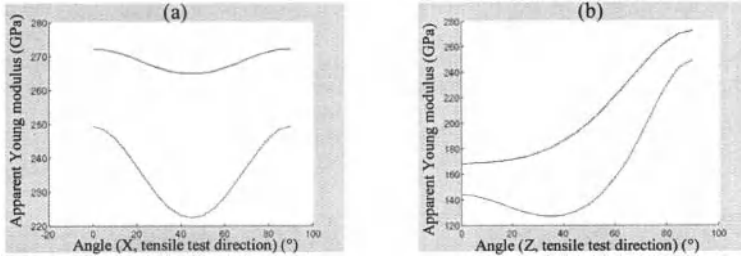 (a)
Apparent Young modulus (GPa)
280
270
260
250
240
230
220
-20 0 20 40 60 80 100
Angle (X, tensile test direction) (°)
(b)
Apparent Young modulus (GPa)
280
260
240
220
200
180
160
140
120
0 20 40 60 80 100
Angle (Z, tensile test direction) (°)